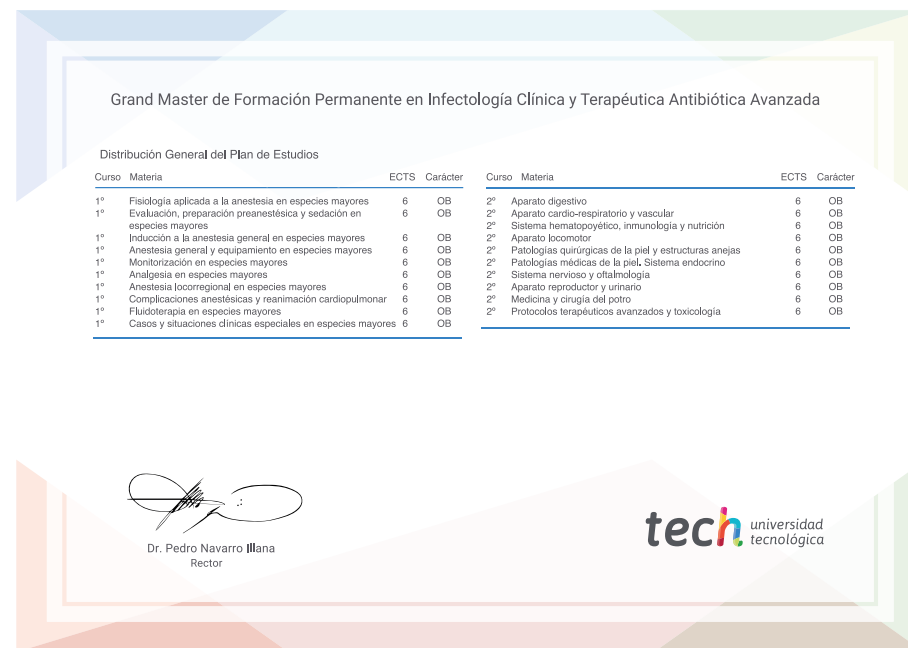 Grand Master de Formación Permanente en Infectología Clínica y Terapéutica Antibiótica Avanzada
Distribución General del Plan de Estudios
Curso Materia ECTS Carácter
1º Fisiología aplicada a la anestesia en especies mayores 6 OB
1º Evaluación, preparación preanestésica y sedación en 6 OB
especies mayores
1º Inducción a la anestesia general en especies mayores 6 OB
1º Anestesia general y equipamiento en especies mayores 6 OB
1º Monitorización en especies mayores 6 OB
1º Analgesia en especies mayores 6 OB
1º Anestesia locorregional en especies mayores 6 OB
1º Complicaciones anestésicas y reanimación cardiopulmonar 6 OB
1º Fluidoterapia en especies mayores 6 OB
1º Casos y situaciones clínicas especiales en especies mayores 6 OB
Curso Materia ECTS Carácter
2º Aparato digestivo 6 OB
2º Aparato cardio-respiratorio y vascular 6 OB
2º Sistema hematopoyético, inmunología y nutrición 6 OB
2º Aparato locomotor 6 OB
2º Patologías quirúrgicas de la piel y estructuras anejas 6 OB
2º Patologías médicas de la piel. Sistema endocrino 6 OB
2º Sistema nervioso y oftalmología 6 OB
2º Aparato reproductor y urinario 6 OB
2º Medicina y cirugía del potro 6 OB
2º Protocolos terapéuticos avanzados y toxicología 6 OB
Dr. Pedro Navarro Illana
Rector
tech universidad
tecnológica